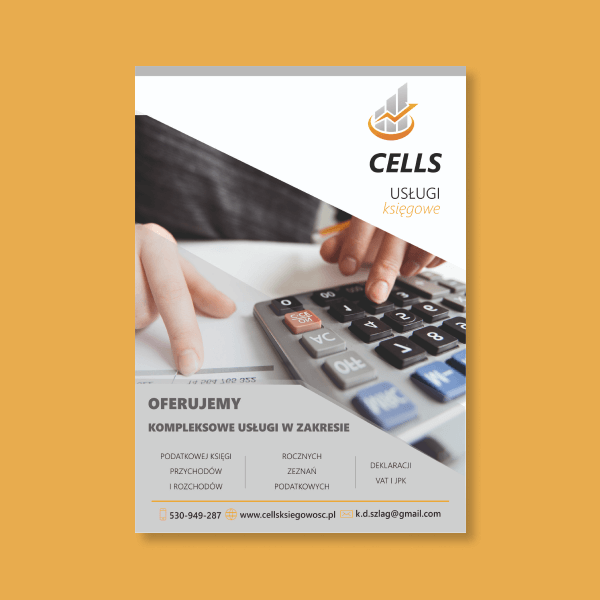 CELLS
USŁUGI
księgowe
OFERUJEMY
KOMPLEKSOWE USŁUGI W ZAKRESIE
PODATKOWEJ KSIĘGI
PRZYCHODÓW
I ROZCHODÓW
ROCZNYCH
ZEZNAŃ
PODATKOWYCH
DEKLARACJI
VAT I JPK
530-949-287 www.cellsksiegowosc.pl k.d.szlag@gmail.com